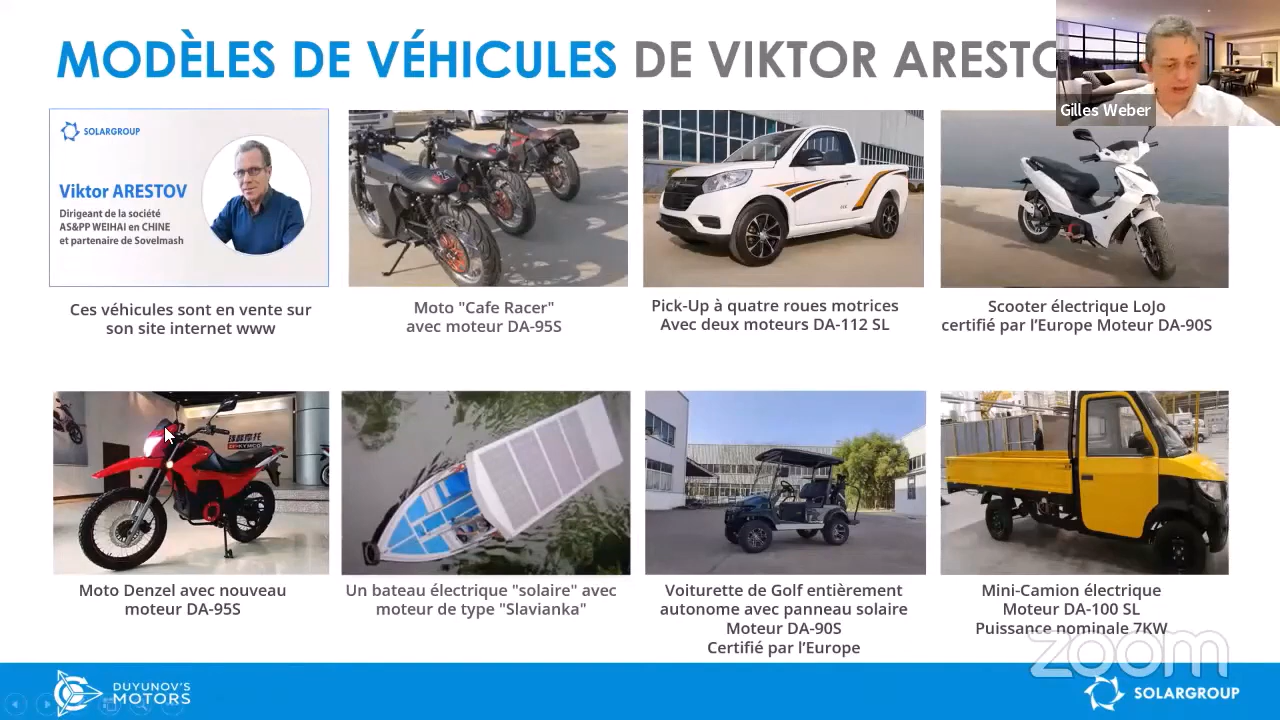 MODÈLES DE VÉHICULES DE VIKTOR ARESTO
Gilles Weber
SOLARGROUP
Viktor ARESTOV
Dirigeant de la société
AS&PP WEIHAI en CHINE
et partenaire de Sovelmash
Ces véhicules sont en vente sur
son site internet www
Moto "Cafe Racer"
avec moteur DA-95S
Pick-Up à quatre roues motrices
Avec deux moteurs DA-112 SL
Scooter électrique LoJo
certifié par l’Europe Moteur DA-90S
Moto Denzel avec nouveau
moteur DA-95S
Un bateau électrique "solaire" avec
moteur de type "Slavianka"
Voiturette de Golf entièrement
autonome avec panneau solaire
Moteur DA-90S
Certifié par l’Europe
Mini-Camion électrique
Moteur DA-100 SL
Puissance nominale 7KW
zoom
DUYUNOV'S
MOTORS
SOLARGROUP